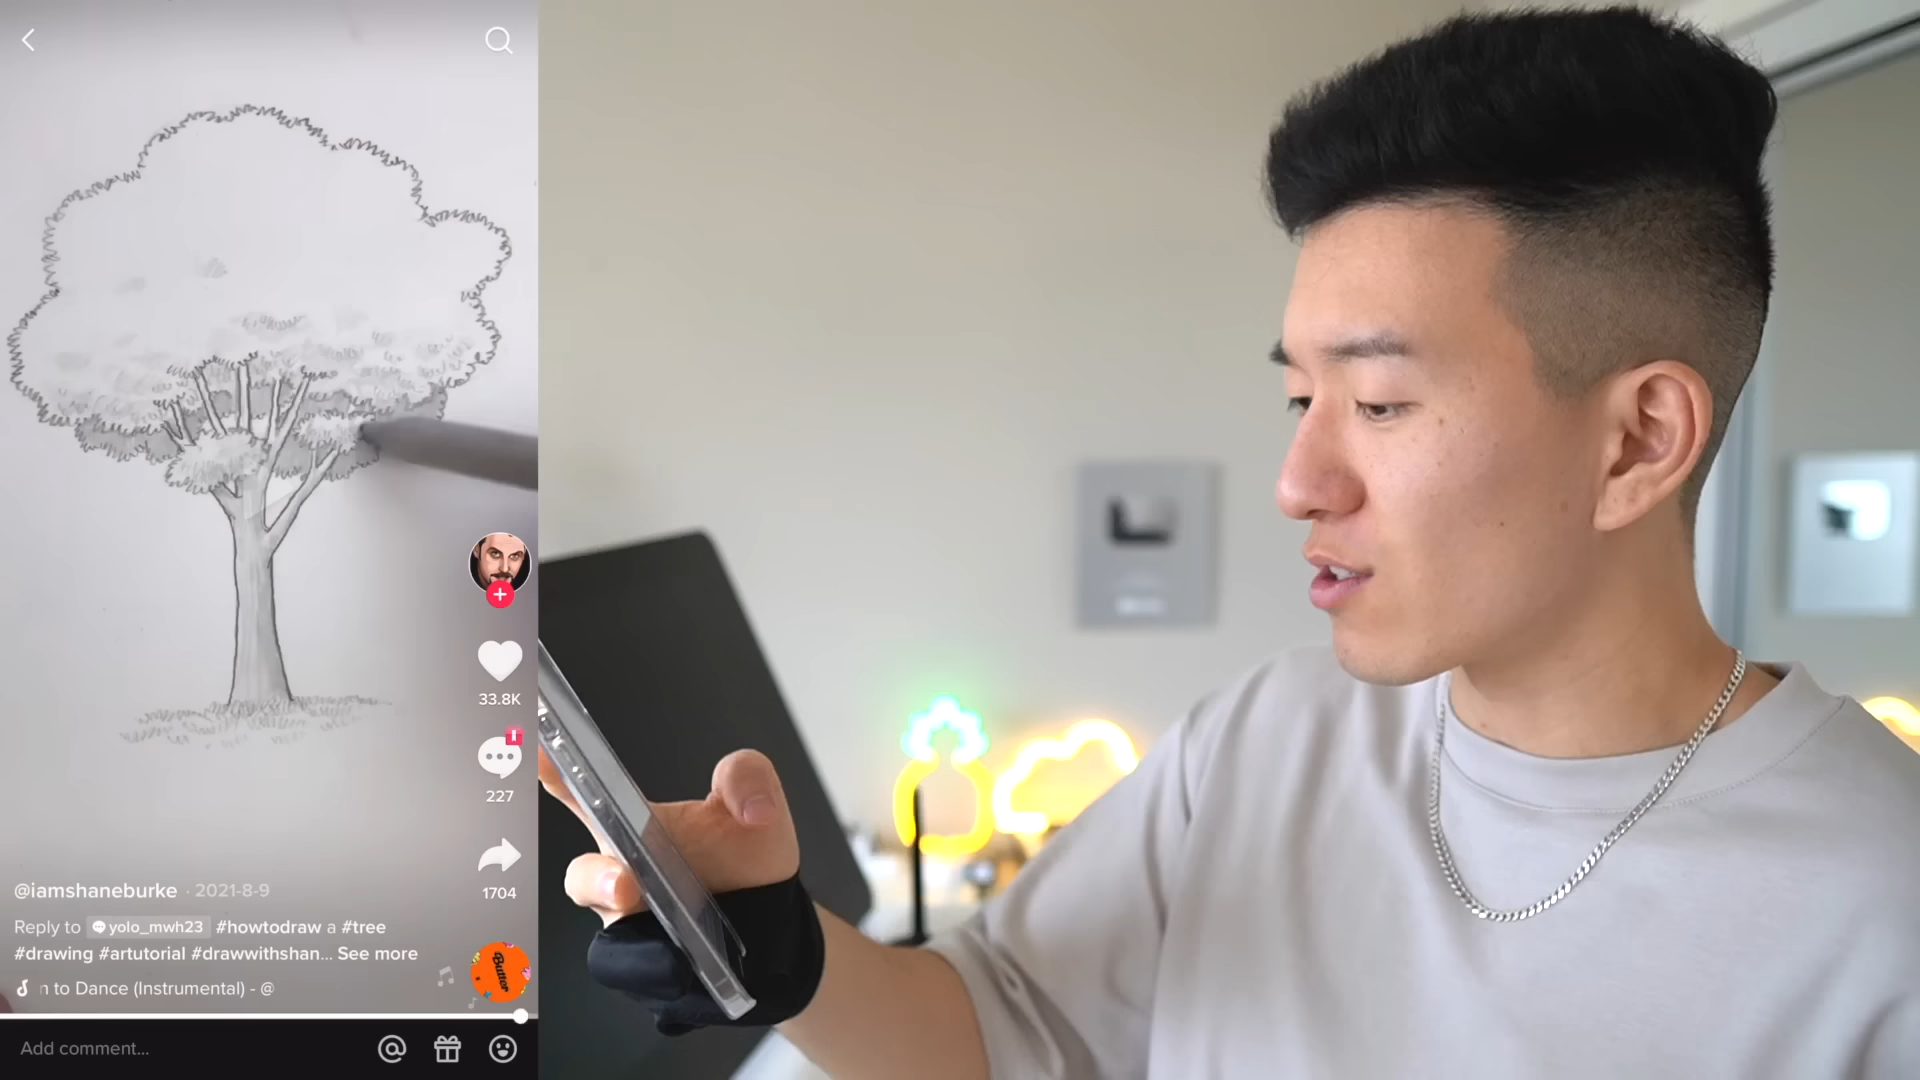 33.8K
227
1704
@iamshaneburke · 2021-8-9
Reply to yolo_mwh23 #howtodraw a #tree
#drawing #artutorial #drawwithshan... See more
n to Dance (Instrumental) - @
Butter
Add comment...